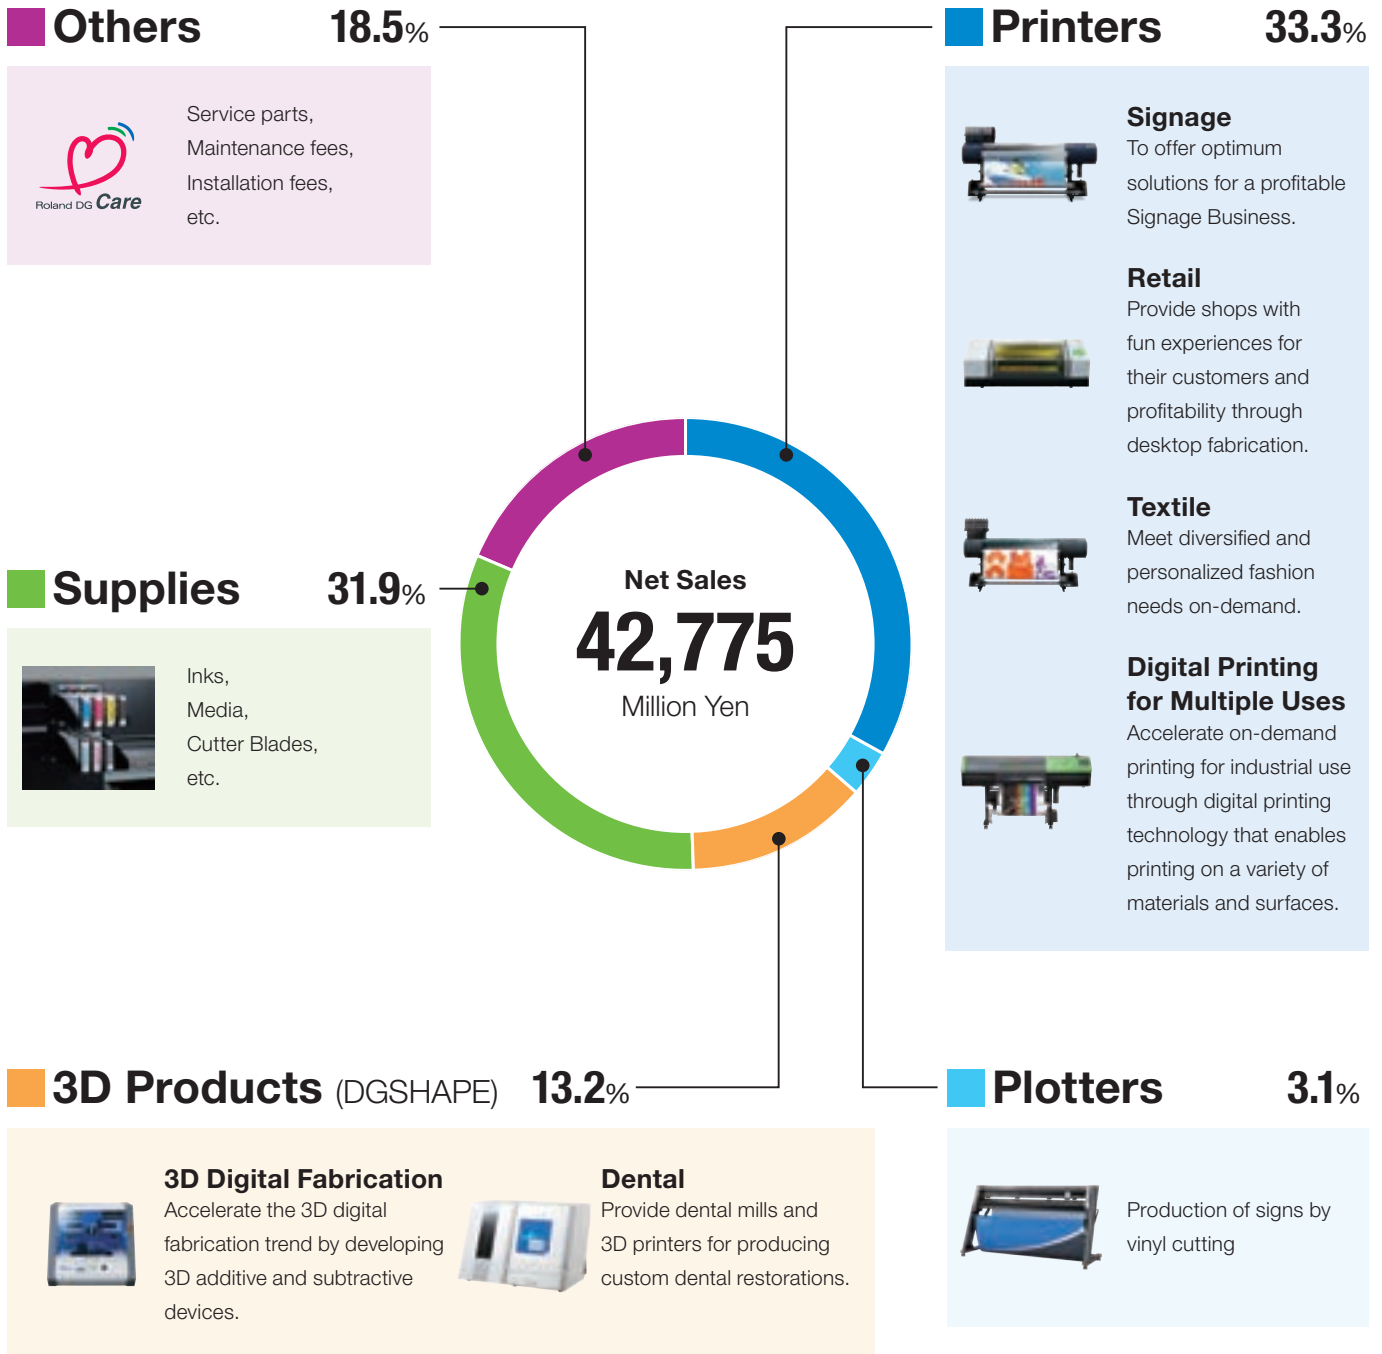 Others 18.5%
Roland DG Care
Service parts,
Maintenance fees,
Installation fees,
etc.
Printers 33.3%
Signage
To offer optimum
solutions for a profitable
Signage Business.
Retail
Provide shops with
fun experiences for
their customers and
profitability through
desktop fabrication.
Textile
Meet diversified and
personalized fashion
needs on-demand.
Digital Printing
for Multiple Uses
Accelerate on-demand
printing for industrial use
through digital printing
technology that enables
printing on a variety of
materials and surfaces.
Supplies 31.9%
Inks,
Media,
Cutter Blades,
etc.
Net Sales
42,775
Million Yen
3D Products (DGSHAPE) 13.2%
3D Digital Fabrication
Accelerate the 3D digital
fabrication trend by developing
3D additive and subtractive
devices.
Dental
Provide dental mills and
3D printers for producing
custom dental restorations.
Plotters 3.1%
Production of signs by
vinyl cutting